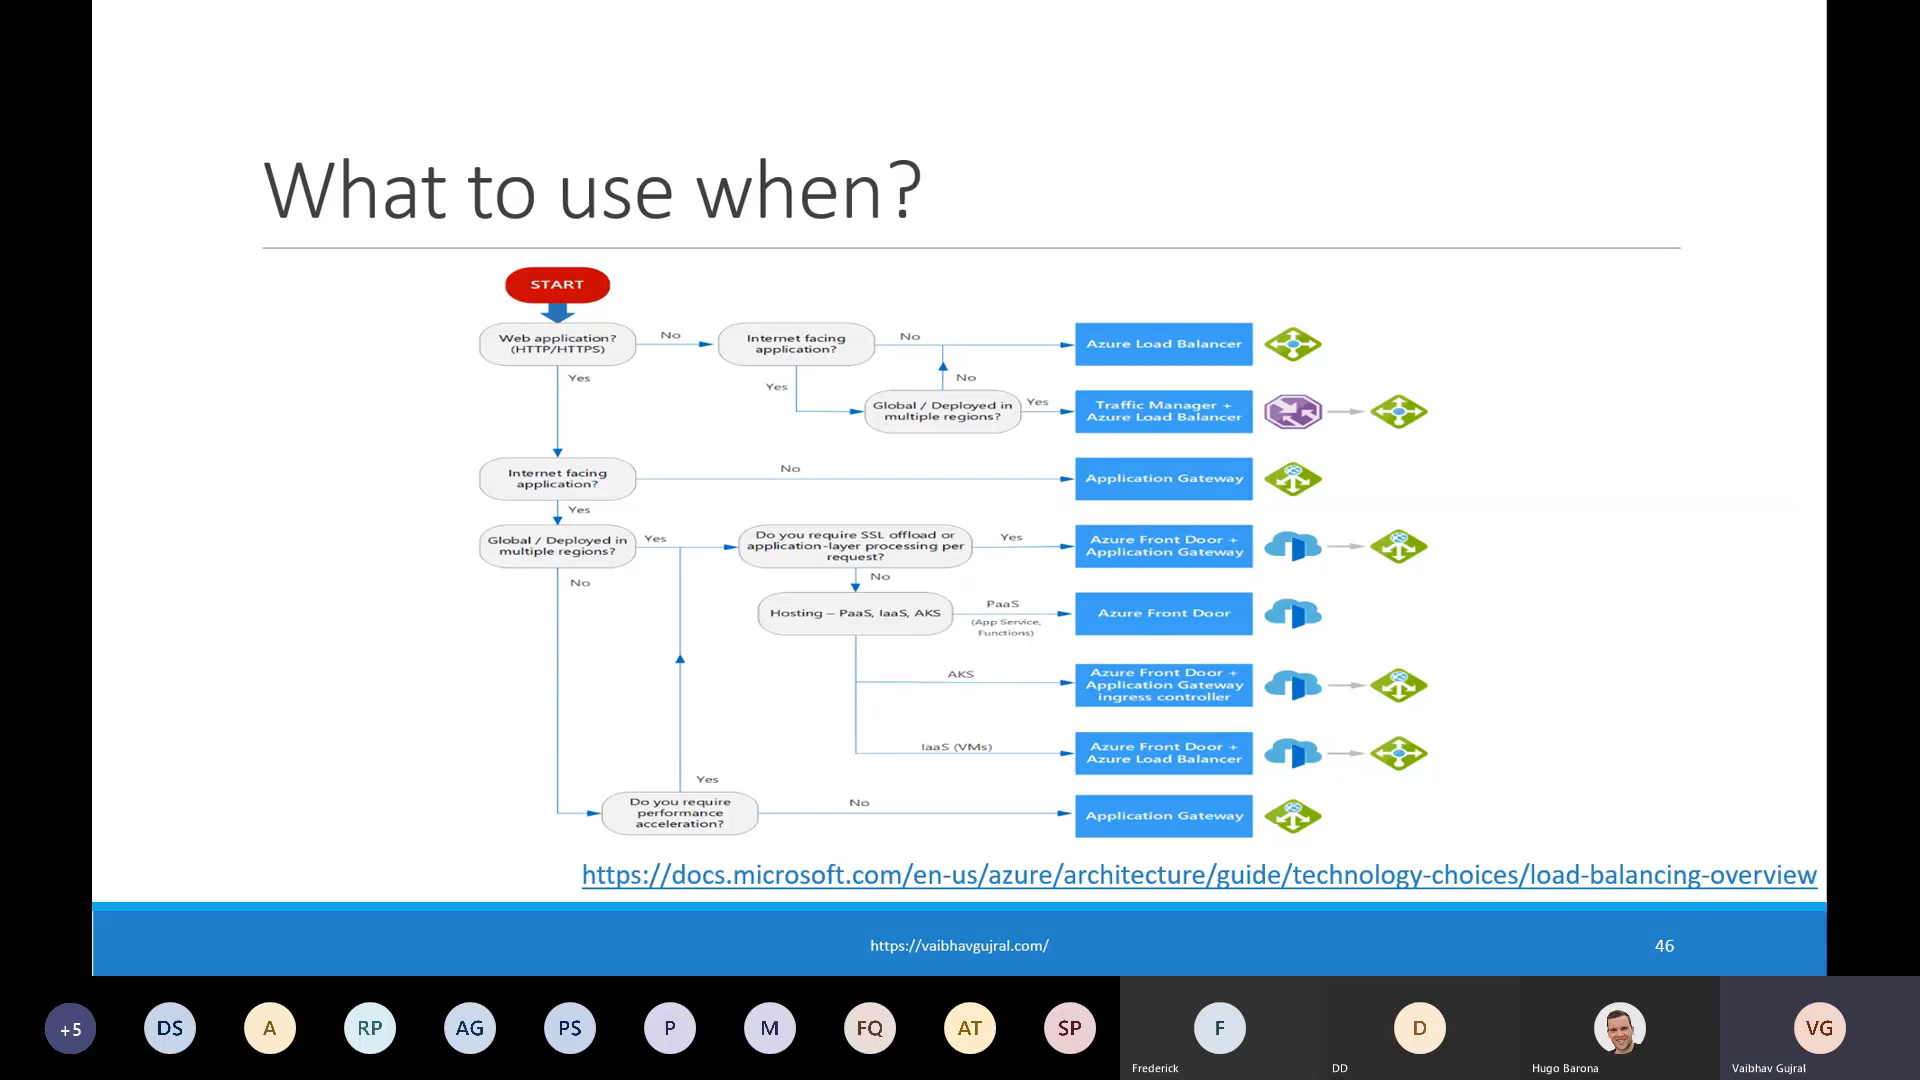 What to use when?
START
Web application?
(HTTP/HTTPS)
No
Internet facing
application?
No
Azure Load Balancer
Yes
Yes
No
Global / Deployed in
multiple regions?
Yes
Traffic Manager +
Azure Load Balancer
Internet facing
application?
No
Application Gateway
Yes
Global / Deployed in
multiple regions?
Yes
Do you require SSL offload or
application-layer processing per
request?
Yes
Azure Front Door +
Application Gateway
No
No
Hosting – PaaS, IaaS, AKS
PaaS
(App Service,
Functions)
Azure Front Door
AKS
Azure Front Door +
Application Gateway
ingress controller
IaaS (VMs)
Azure Front Door +
Azure Load Balancer
Yes
Do you require
performance
acceleration?
No
Application Gateway
https://docs.microsoft.com/en-us/azure/architecture/guide/technology-choices/load-balancing-overview
https://vaibhavgujral.com/
46
+5
DS
A
RP
AG
PS
P
M
FQ
AT
SP
F
D
VG
Frederick
DD
Hugo Barona
Vaibhav Gujral